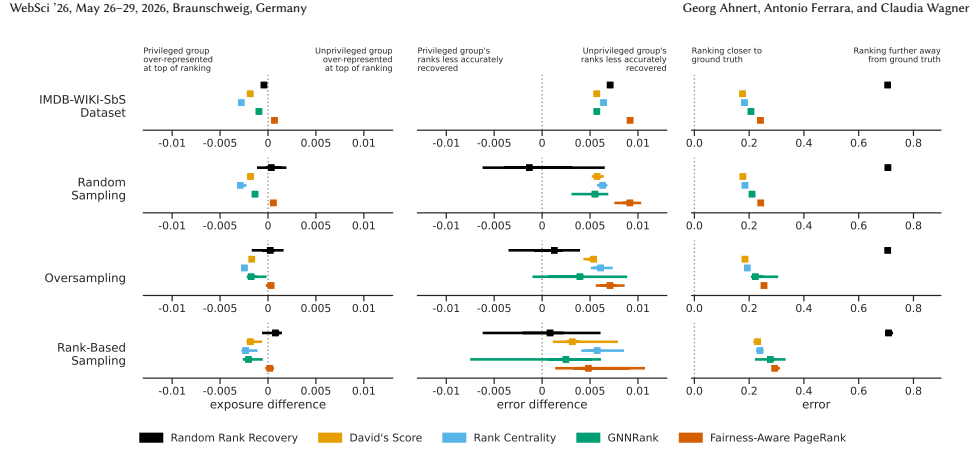 WebSci ’26, May 26–29, 2026, Braunschweig, Germany
Georg Ahnert, Antonio Ferrara, and Claudia Wagner
Privileged group
over-represented
at top of ranking
Unprivileged group
over-represented
at top of ranking
Privileged group's
ranks less accurately
recovered
Unprivileged group's
ranks less accurately
recovered
Ranking closer to
ground truth
Ranking further away
from ground truth
IMDB-WIKI-SbS
Dataset
-0.01 -0.005 0 0.005 0.01
-0.01 -0.005 0 0.005 0.01
0.0 0.2 0.4 0.6 0.8
Random
Sampling
-0.01 -0.005 0 0.005 0.01
-0.01 -0.005 0 0.005 0.01
0.0 0.2 0.4 0.6 0.8
Oversampling
-0.01 -0.005 0 0.005 0.01
-0.01 -0.005 0 0.005 0.01
0.0 0.2 0.4 0.6 0.8
Rank-Based
Sampling
-0.01 -0.005 0 0.005 0.01
-0.01 -0.005 0 0.005 0.01
0.0 0.2 0.4 0.6 0.8
exposure difference
error difference
error
Random Rank Recovery
David's Score
Rank Centrality
GNNRank
Fairness-Aware PageRank